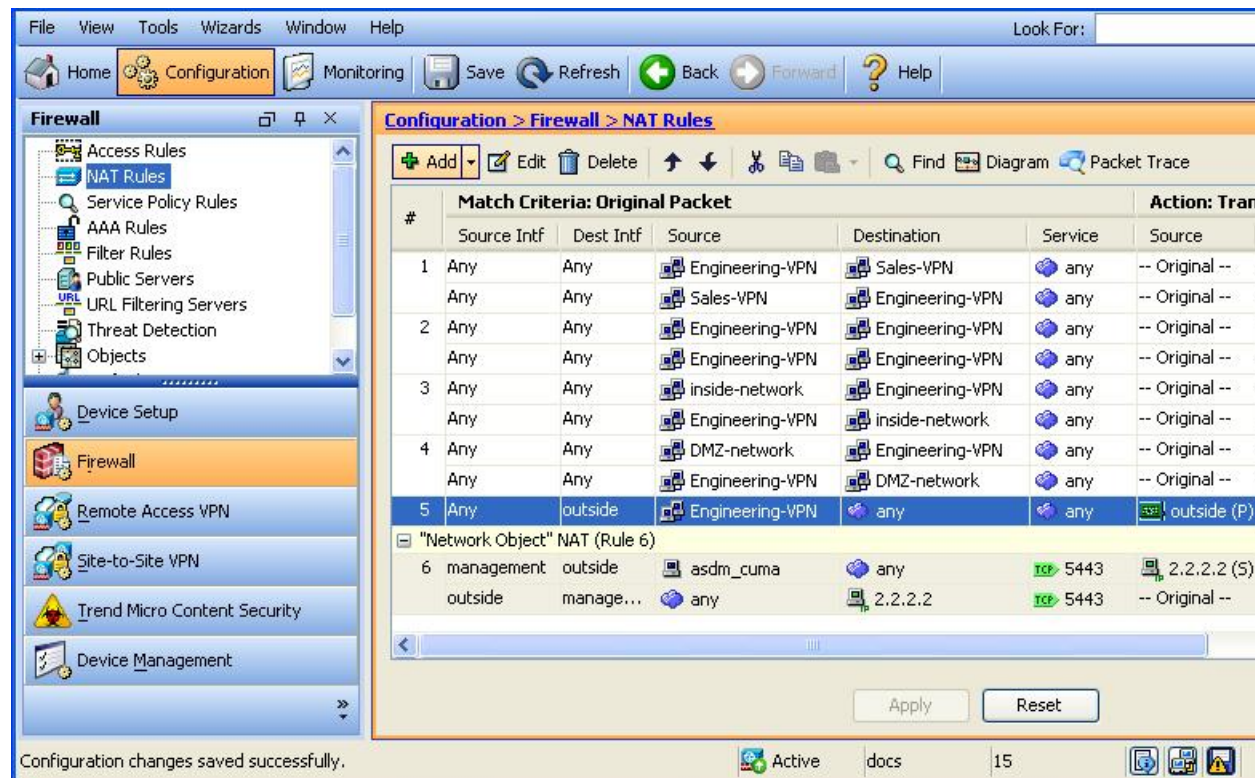 File View Tools Wizards Window Help Look For:
Home Configuration Monitoring Save Refresh Back Forward Help
Firewall
Access Rules
NAT Rules
Service Policy Rules
AAA Rules
Filter Rules
Public Servers
URL Filtering Servers
Threat Detection
Objects
Device Setup
Firewall
Remote Access VPN
Site-to-Site VPN
Trend Micro Content Security
Device Management
Configuration > Firewall > NAT Rules
Add Edit Delete Find Diagram Packet Trace
# Match Criteria: Original Packet Action: Tran
Source Intf Dest Intf Source Destination Service Source
1 Any Any Engineering-VPN Sales-VPN any -- Original --
Any Any Sales-VPN Engineering-VPN any -- Original --
2 Any Any Engineering-VPN Engineering-VPN any -- Original --
Any Any Engineering-VPN Engineering-VPN any -- Original --
3 Any Any inside-network Engineering-VPN any -- Original --
Any Any Engineering-VPN inside-network any -- Original --
4 Any Any DMZ-network Engineering-VPN any -- Original --
Any Any Engineering-VPN DMZ-network any -- Original --
5 Any outside Engineering-VPN any any outside (P)
"Network Object" NAT (Rule 6)
6 management outside asdm_cuma any TCP 5443 2.2.2.2 (S)
outside manage... any 2.2.2.2 TCP 5443 -- Original --
Apply Reset
Configuration changes saved successfully. Active docs 15